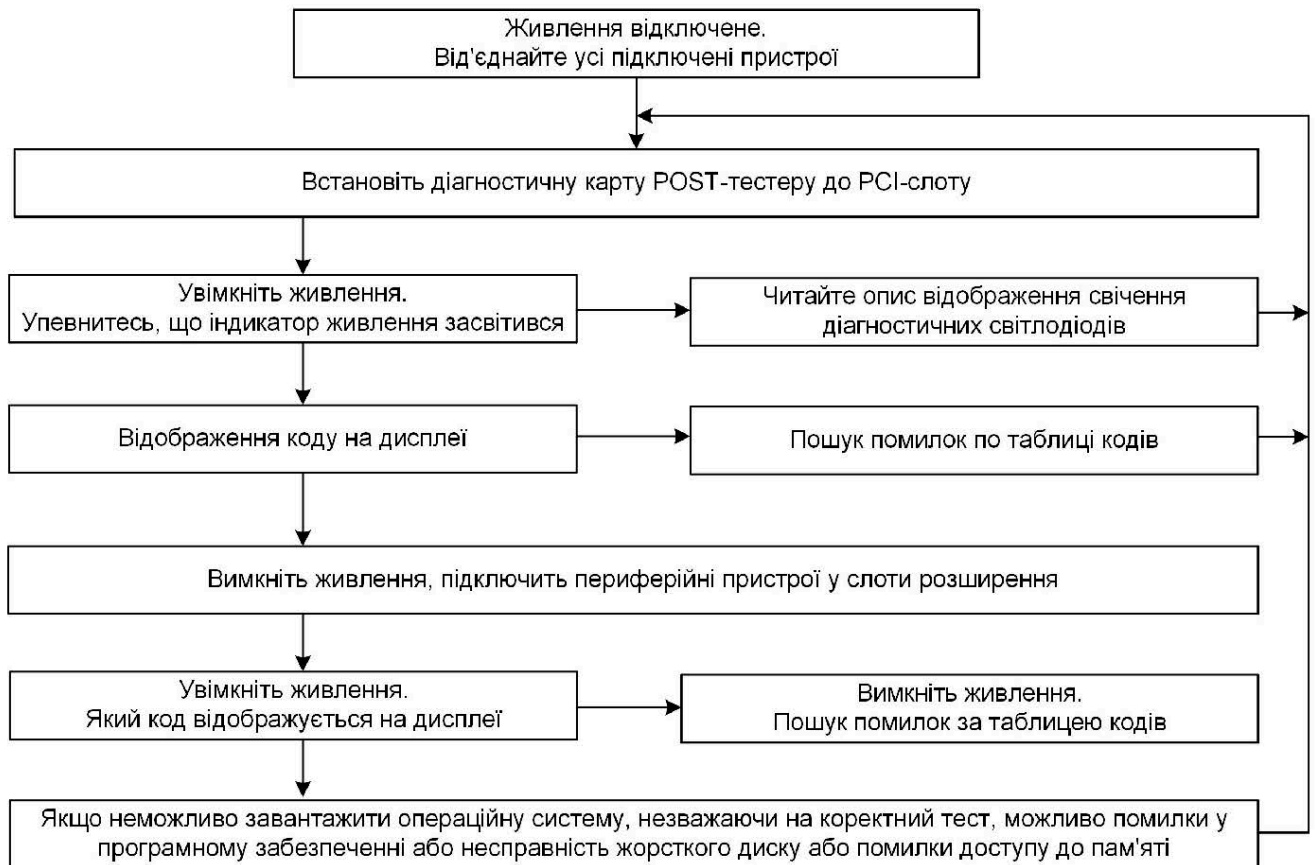 Живлення відключене.
Від'єднайте усі підключені пристрої
Встановіть діагностичну карту POST-тестеру до PCI-слоту
Увімкніть живлення.
Упевнитесь, що індикатор живлення засвітився
Читайте опис відображення свічення
діагностичних світлодіодів
Відображення коду на дисплеї
Пошук помилок по таблиці кодів
Вимкніть живлення, підключить периферійні пристрої у слоти розширення
Увімкніть живлення.
Який код відображується на дисплеї
Вимкніть живлення.
Пошук помилок за таблицею кодів
Якщо неможливо завантажити операційну систему, незважаючи на коректний тест, можливо помилки у
програмному забезпеченні або несправність жорсткого диску або помилки доступу до пам'яті